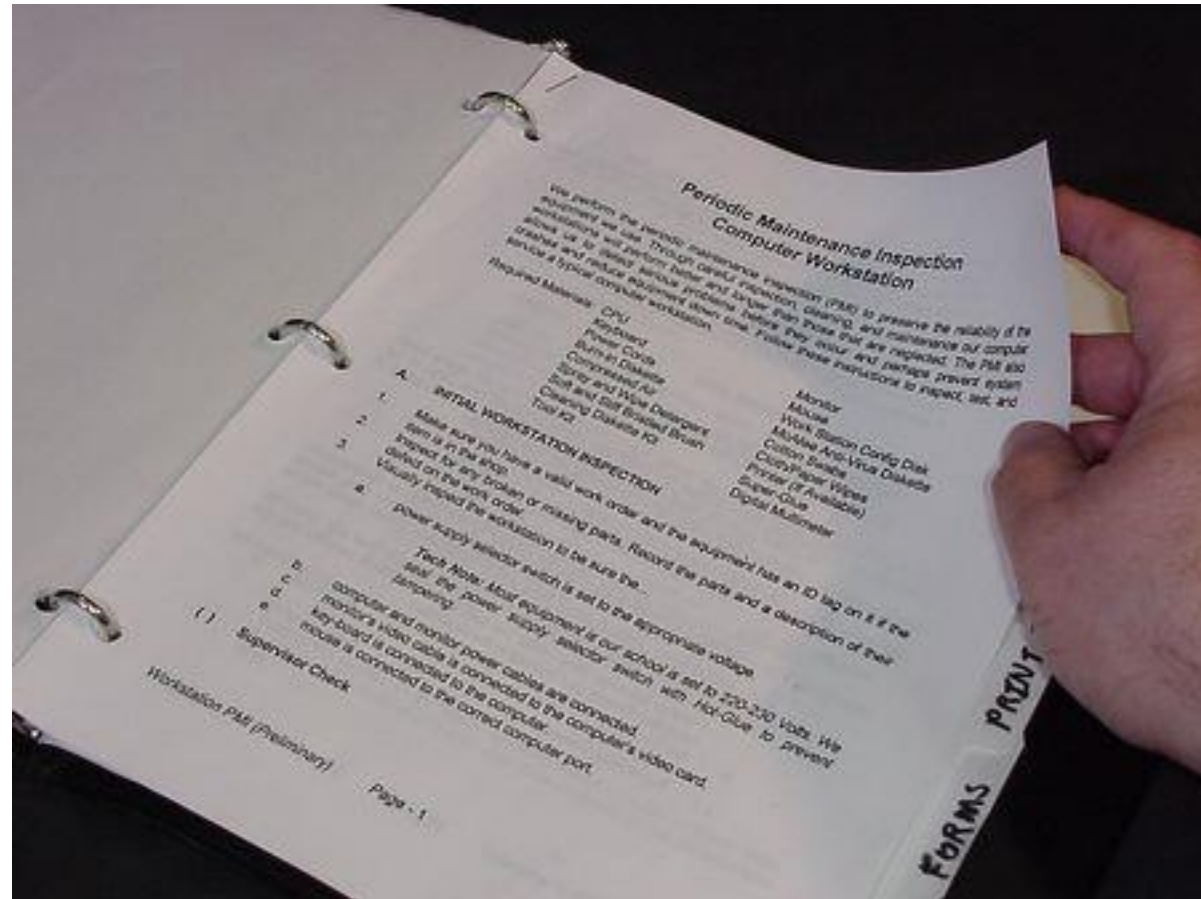 Periodic Maintenance Inspection
Computer Workstation
We perform the periodic maintenance inspection (PMI) to preserve the reliability of the
equipment we use. Through careful inspection, cleaning, and maintenance our computer
workstations will perform better and longer than those that are neglected. The PMI also
allows us to detect serious problems before they occur and perhaps prevent system
crashes and reduce equipment down time. Follow these instructions to inspect, test, and
service a typical computer workstation.
Required Materials CPU Monitor
Keyboard Mouse
Power Cords Work Station Config Disk
Burn-in Diskette McAfee Anti-Virus Diskette
Compressed Air Cotton Swabs
Spray and Wipe Detergent Cloth/Paper Wipes
Soft and Stiff Bristled Brush Printer (If Available)
Cleaning Diskette Kit Super-Glue
Tool Kit Digital Multimeter
A. INITIAL WORKSTATION INSPECTION
1. Make sure you have a valid work order and the equipment has an ID tag on it if the
item is in the shop.
2. Inspect for any broken or missing parts. Record the parts and a description of their
defect on the work order.
3. Visually inspect the workstation to be sure the...
a. power supply selector switch is set to the appropriate voltage.
Tech Note: Most equipment is our school is set to 220-230 Volts. We
seal the power supply selector switch with Hot-Glue to prevent
tampering
b. computer and monitor power cables are connected.
c. monitor's video cable is connected to the computer's video card.
d. key-board is connected to the computer.
e. mouse is connected to the correct computer port.
( ) Supervisor Check
Workstation PMI (Preliminary) Page - 1
PRINT
FORMS